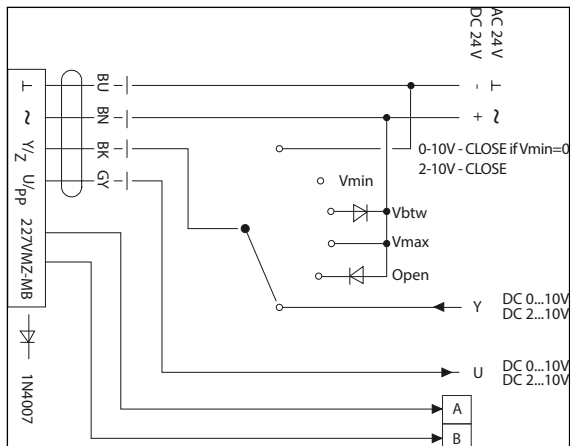 AC 24 V
DC 24 V
⊥
~
Y/Z
U/PP
227VMZ-MB
1N4007
BU
BN
BK
GY
- ⊥
+ ~
0-10V - CLOSE if Vmin=0
2-10V - CLOSE
Vmin
Vbtw
Vmax
Open
Y
DC 0...10V
DC 2...10V
U
DC 0...10V
DC 2...10V
A
B